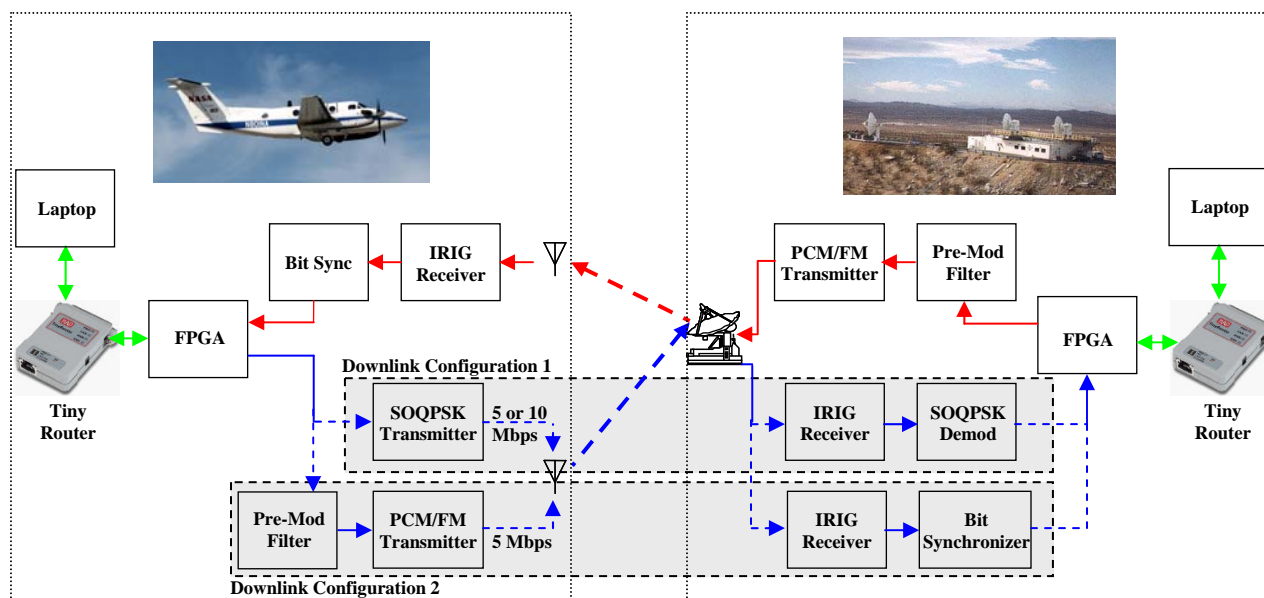 Laptop
Bit Sync
IRIG
Receiver
FPGA
Tiny
Router
NASA
Downlink Configuration 1
SOQPSK
Transmitter
5 or 10
Mbps
Pre-Mod
Filter
PCM/FM
Transmitter
5 Mbps
Downlink Configuration 2
PCM/FM
Transmitter
Pre-Mod
Filter
Laptop
FPGA
Tiny
Router
IRIG
Receiver
SOQPSK
Demod
IRIG
Receiver
Bit
Synchronizer